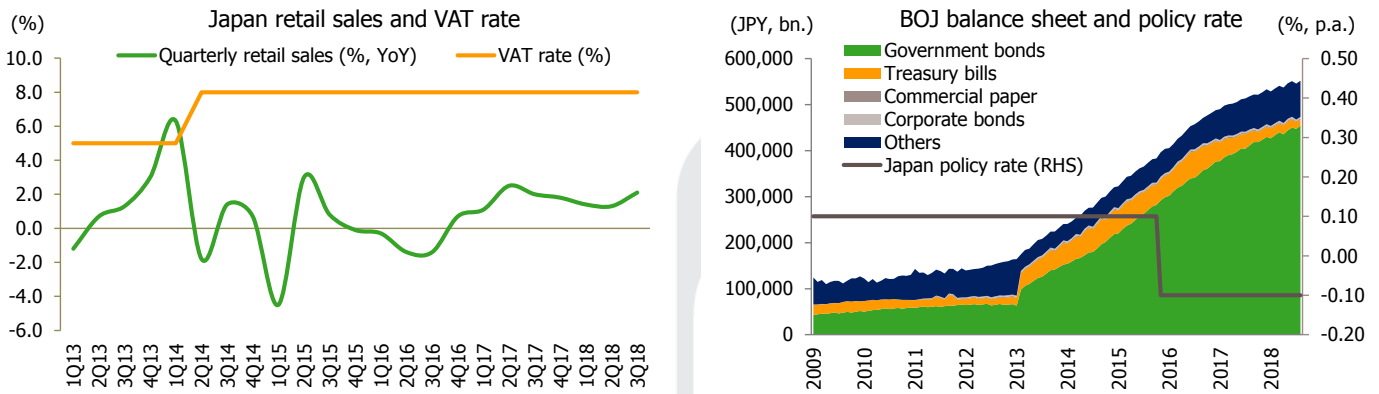 Japan retail sales and VAT rate
(%)
Quarterly retail sales (%, YoY)
VAT rate (%)
10.0
8.0
6.0
4.0
2.0
0.0
-2.0
-4.0
-6.0
1Q13
2Q13
3Q13
4Q13
1Q14
2Q14
3Q14
4Q14
1Q15
2Q15
3Q15
4Q15
1Q16
2Q16
3Q16
4Q16
1Q17
2Q17
3Q17
4Q17
1Q18
2Q18
3Q18
BOJ balance sheet and policy rate
(JPY, bn.)
(%, p.a.)
Government bonds
Treasury bills
Commercial paper
Corporate bonds
Others
Japan policy rate (RHS)
600,000
500,000
400,000
300,000
200,000
100,000
0
0.50
0.40
0.30
0.20
0.10
0.00
-0.10
-0.20
2009
2010
2011
2012
2013
2014
2015
2016
2017
2018